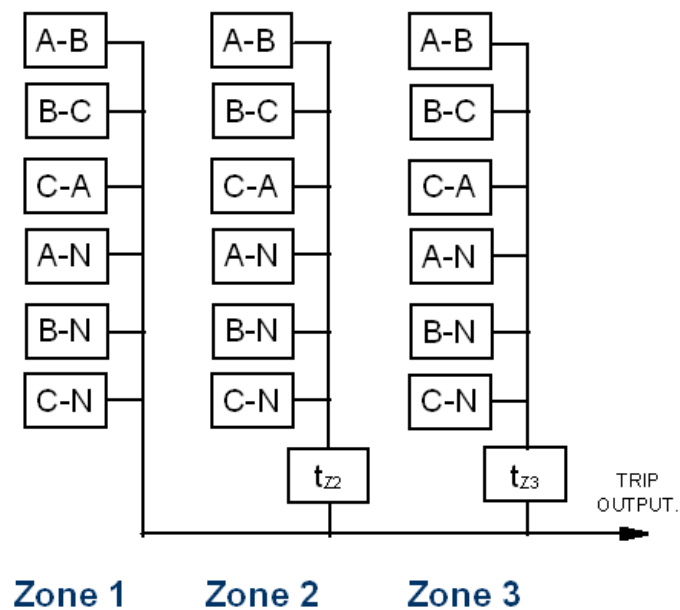 A-B A-B A-B
B-C B-C B-C
C-A C-A C-A
A-N A-N A-N
B-N B-N B-N
C-N C-N C-N
tZ2 tZ3
TRIP
OUTPUT.
Zone 1 Zone 2 Zone 3